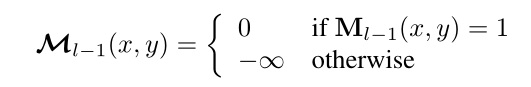 𝓜_{l−1}(x, y) = { 0 if 𝐌_{l−1}(x, y) = 1
−∞ otherwise